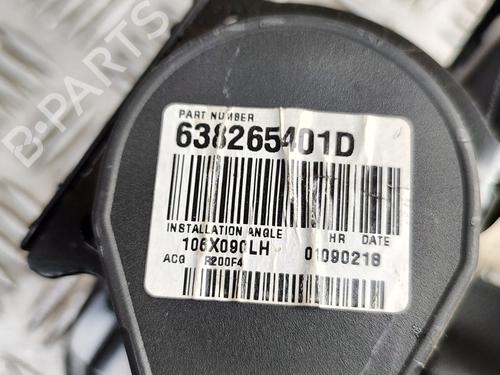 PART NUMBER
638265401D
INSTALLATION ANGLE HR DATE
106X090LH 01090218
ACG R200F4
B-PARTS